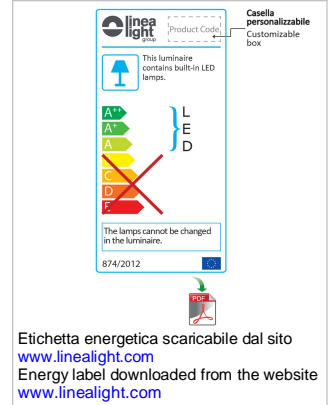 linea
light
group
Product Code
Casella
personalizzabile
Customizable
box
This luminaire
contains built-in LED
lamps.
A++
A+
A
L
E
D
C
D
E
The lamps cannot be changed
in the luminaire.
874/2012
PDF
Etichetta energetica scaricabile dal sito
www.linealight.com
Energy label downloaded from the website
www.linealight.com